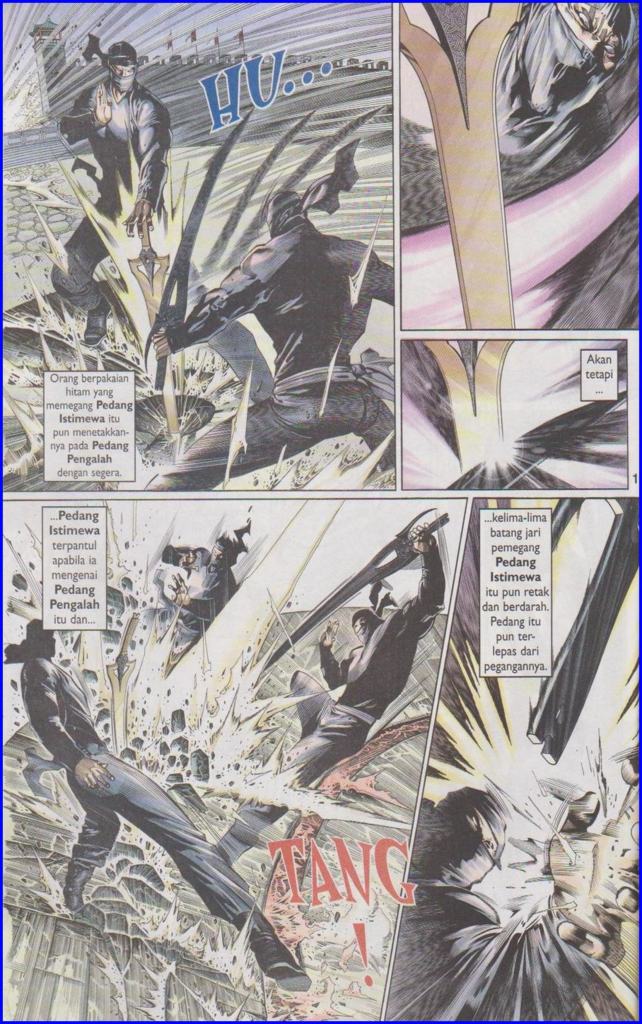 HU...
Orang berpakaian
hitam yang
memegang Pedang
Istimewa itu
pun menetakkan-
nya pada Pedang
Pengalah
dengan segera.
Akan
tetapi
...
1
...Pedang
Istimewa
terpantul
apabila ia
mengenai
Pedang
Pengalah
itu dan...
...kelima-lima
batang jari
pemegang
Pedang
Istimewa
itu pun retak
dan berdarah.
Pedang itu
pun ter-
lepas dari
pegangannya.
TANG
!